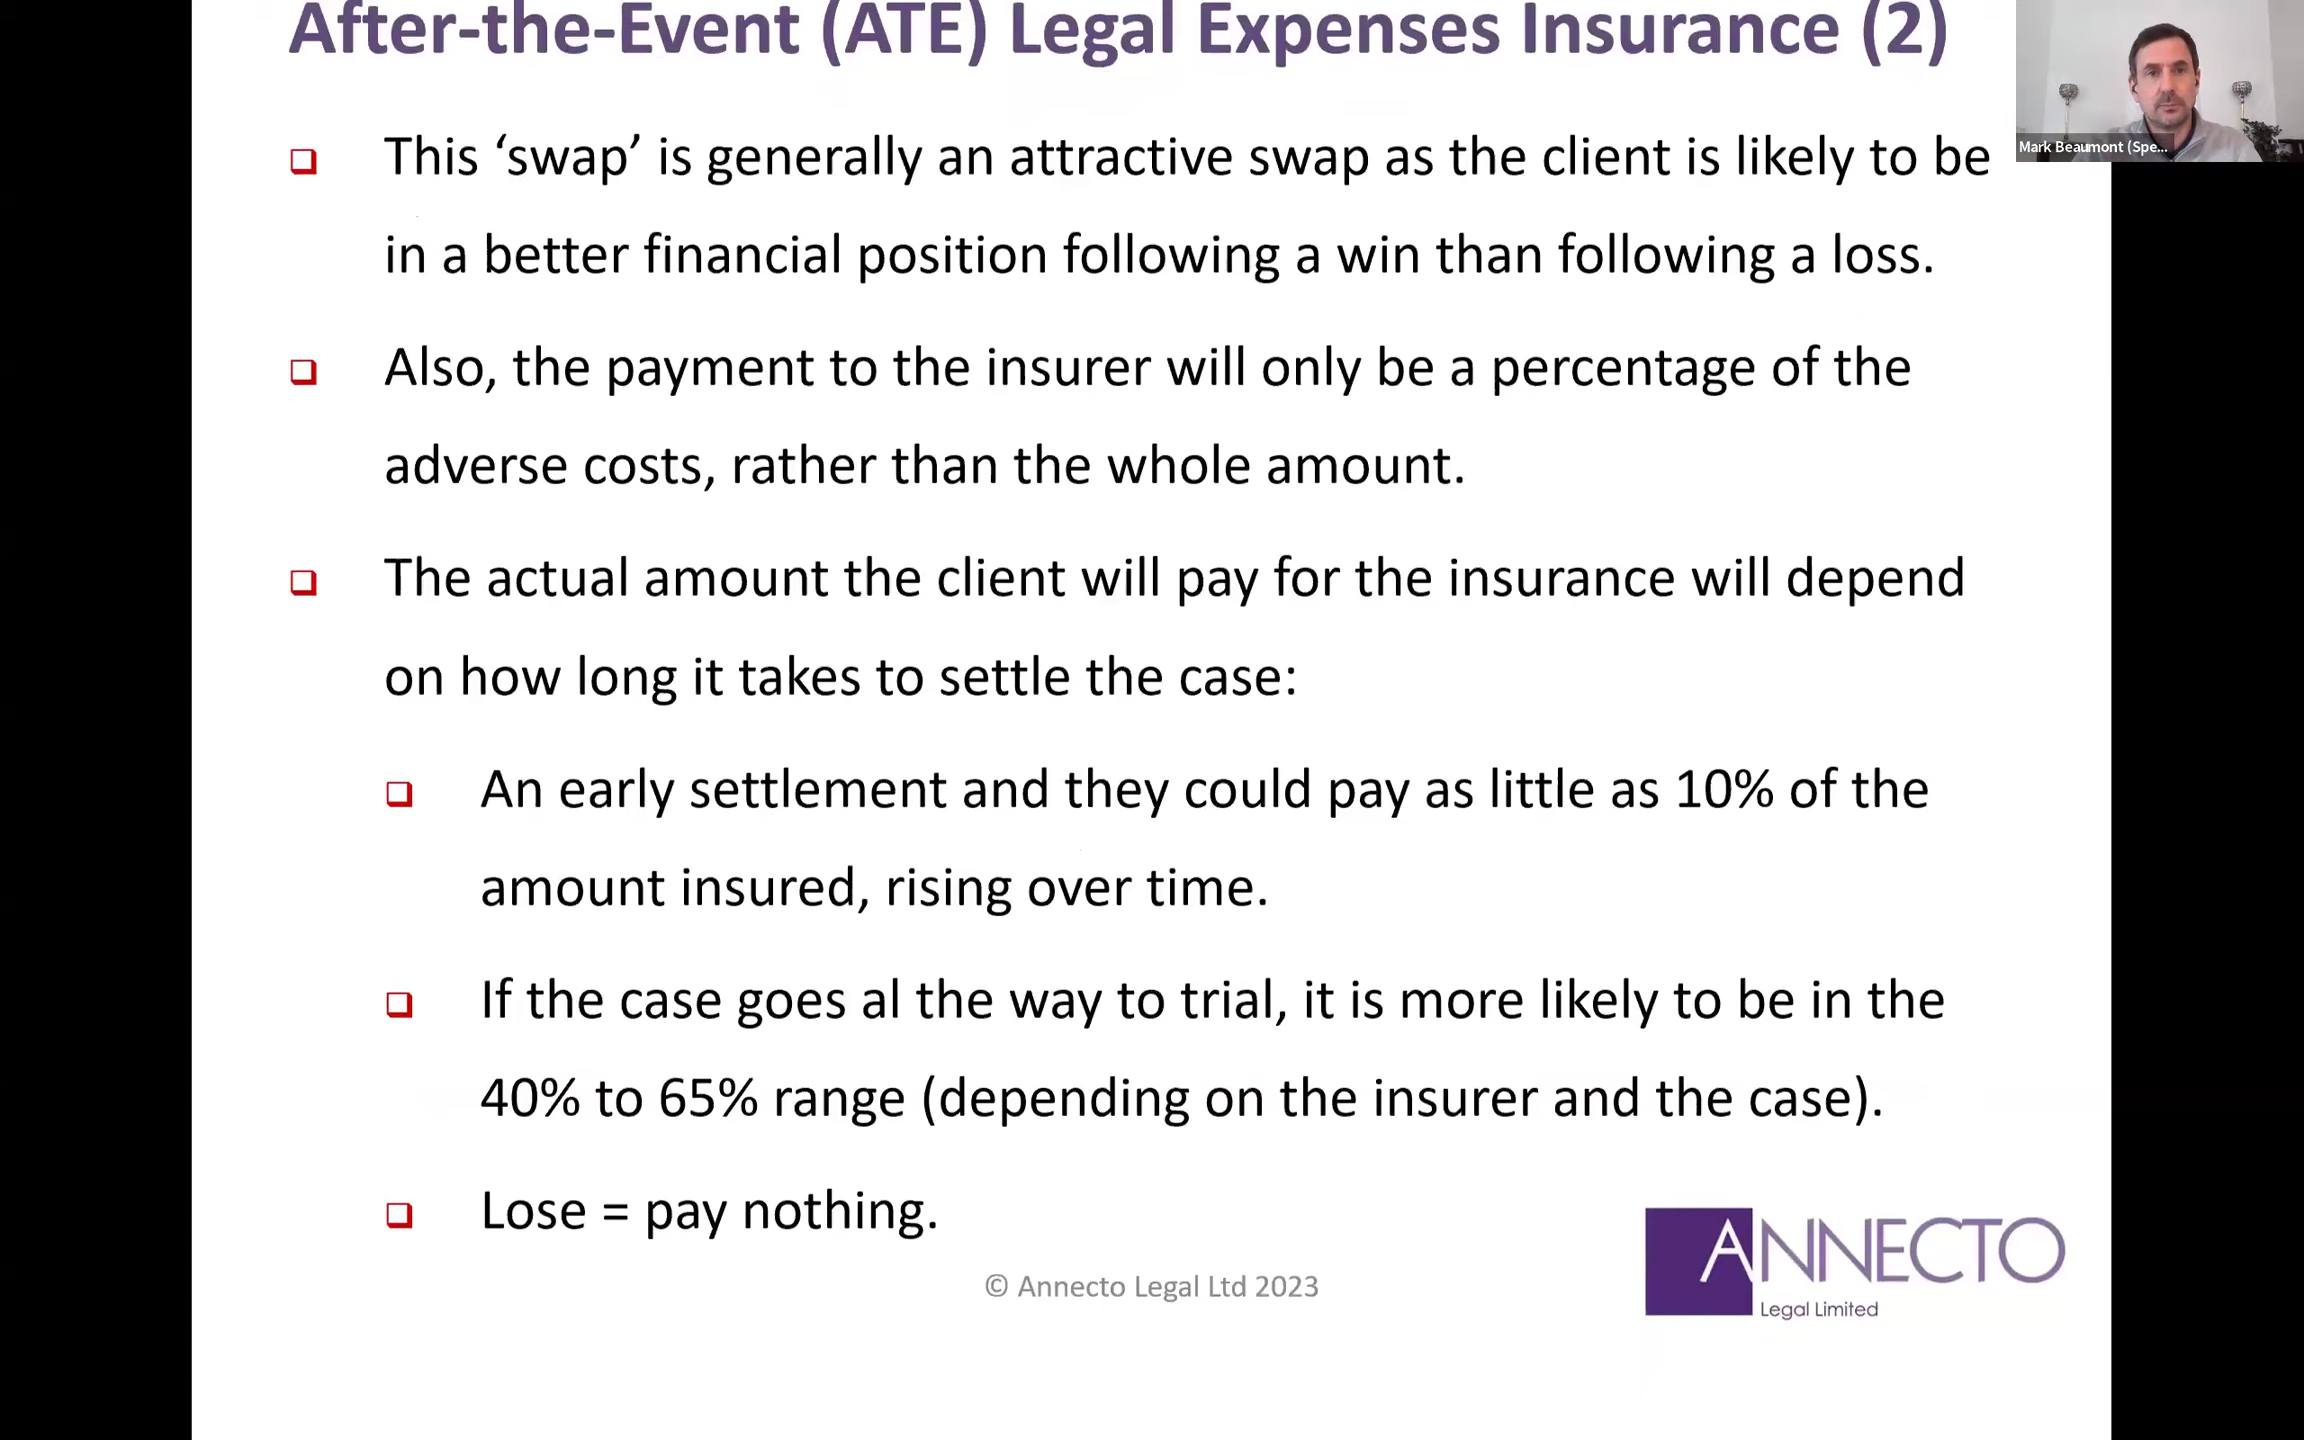 After-the-Event (ATE) Legal Expenses Insurance (2)
Mark Beaumont (Spe...
This ‘swap’ is generally an attractive swap as the client is likely to be
in a better financial position following a win than following a loss.
Also, the payment to the insurer will only be a percentage of the
adverse costs, rather than the whole amount.
The actual amount the client will pay for the insurance will depend
on how long it takes to settle the case:
An early settlement and they could pay as little as 10% of the
amount insured, rising over time.
If the case goes al the way to trial, it is more likely to be in the
40% to 65% range (depending on the insurer and the case).
Lose = pay nothing.
© Annecto Legal Ltd 2023
ANNECTO
Legal Limited